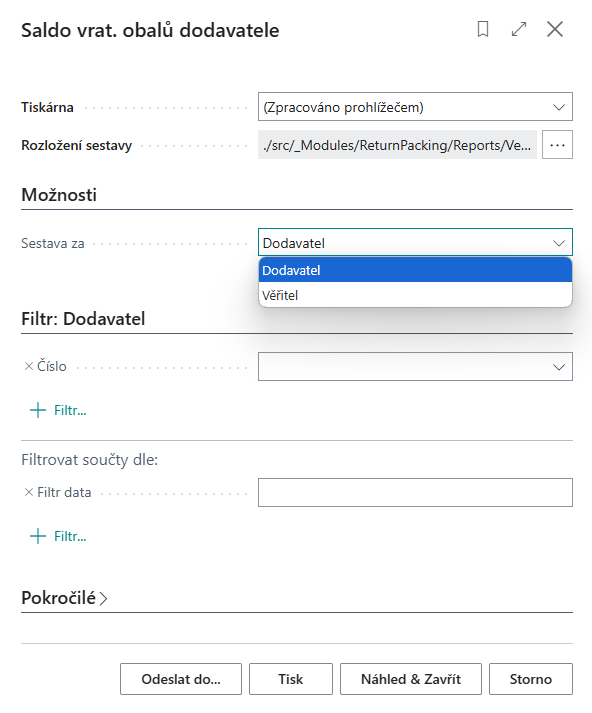 Saldo vrat. obalů dodavatele
Tiskárna
(Zpracováno prohlížečem)
Rozložení sestavy
./src/_Modules/ReturnPacking/Reports/Ve...
Možnosti
Sestava za
Dodavatel
Dodavatel
Věřitel
Filtr: Dodavatel
Číslo
Filtr...
Filtrovat součty dle:
Filtr data
Filtr...
Pokročilé
Odeslat do... Tisk Náhled & Zavřít Storno